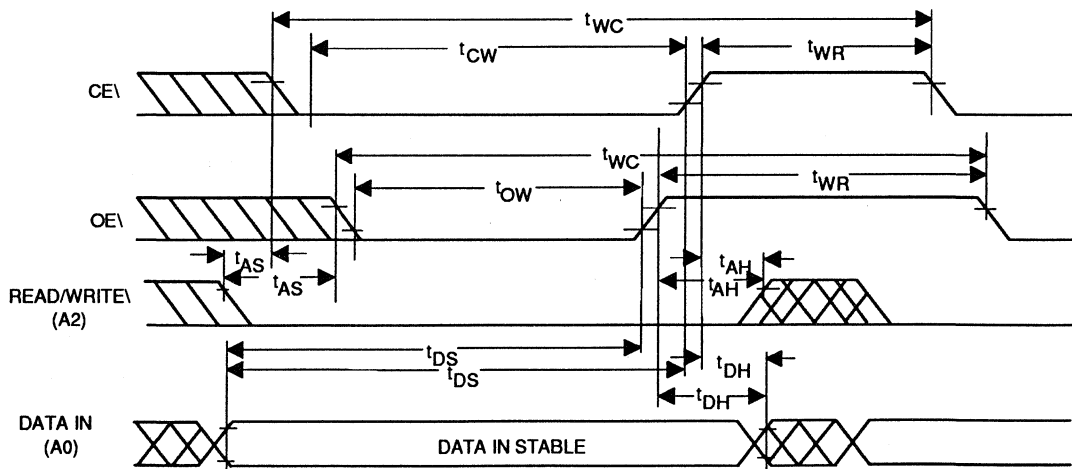 tWC
tCW
tWR
CE\
tWC
tOW
tWR
OE\
tAS
tAS
tAH
tAH
READ/WRITE\
(A2)
tDS
tDS
tDH
tDH
DATA IN
(A0)
DATA IN STABLE